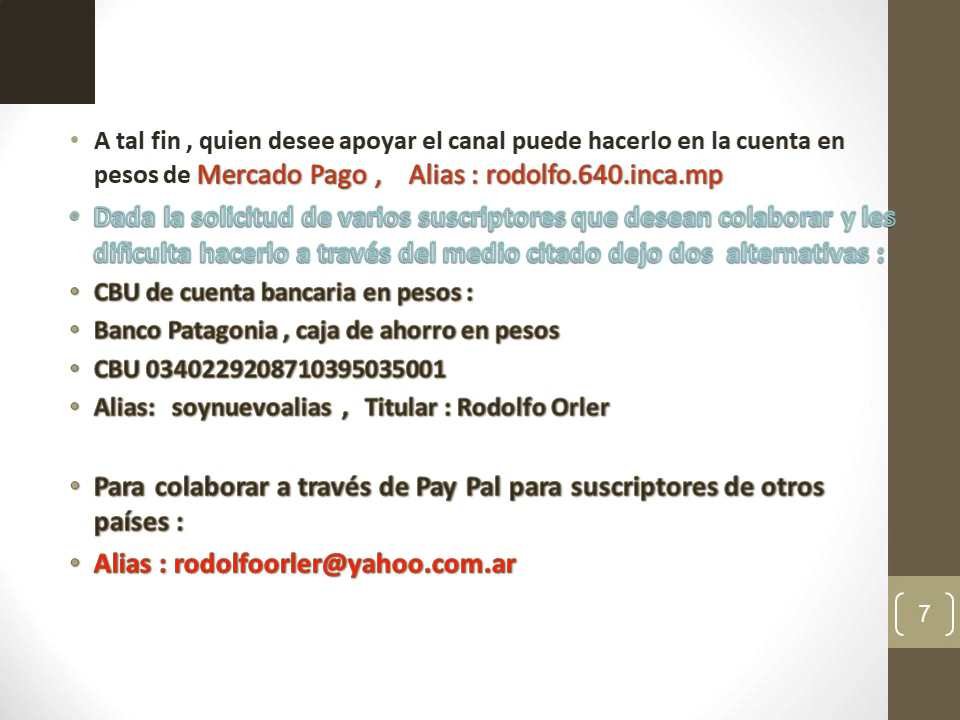 • A tal fin , quien desee apoyar el canal puede hacerlo en la cuenta en
pesos de Mercado Pago , Alias : rodolfo.640.inca.mp
• Dada la solicitud de varios suscriptores que desean colaborar y les
dificulta hacerlo a través del medio citado dejo dos alternativas :
• CBU de cuenta bancaria en pesos :
• Banco Patagonia , caja de ahorro en pesos
• CBU 0340229208710395035001
• Alias: soynuevoalias , Titular : Rodolfo Orler
• Para colaborar a través de Pay Pal para suscriptores de otros
países :
• Alias : rodolfoorler@yahoo.com.ar
7